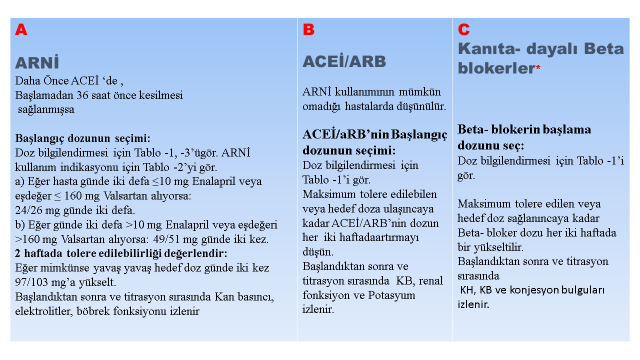 A
ARNİ
Daha Önce ACEİ ‘de ,
Başlamadan 36 saat önce kesilmesi
sağlanmışsa
Başlangıç dozunun seçimi:
Doz bilgilendirmesi için Tablo -1, -3’ügör. ARNİ
kullanım indikasyonu için Tablo -2’yi gör.
a) Eğer hasta günde iki defa ≤10 mg Enalapril veya
eşdeğer ≤ 160 mg Valsartan alıyorsa:
24/26 mg günde iki defa.
b) Eğer günde iki defa >10 mg Enalapril veya eşdeğeri
>160 mg Valsartan alıyorsa: 49/51 mg günde iki kez.
2 haftada tolere edilebilirliği değerlendir:
Eğer mimkünse yavaş yavaş hedef doz günde iki kez
97/103 mg’a yükselt.
Başlandıktan sonra ve titrasyon sırasında Kan basıncı,
elektrolitler, böbrek fonksiyonu izlenir
B
ACEİ/ARB
ARNİ kullanımının mümkün
omadığı hastalarda düşünülür.
ACEİ/aRB’nin Başlangıç
dozunun seçimi:
Doz bilgilendirmesi için
Tablo -1’i gör.
Maksimum tolere edilebilen
veya hedef doza ulaşıncaya
kadar ACEİ/ARB’nin dozun
her iki haftadaartırmayı
düşün.
Başlandıktan sonra ve
titrasyon sırasında KB, renal
fonksiyon ve Potasyum
izlenir.
C
Kanıta- dayalı Beta
blokerler*
Beta- blokerin başlama
dozunu seç:
Doz bilgilendirmesi için Tablo -1’i
gör.
Maksimum tolere edilen veya
hedef doz sağlanıncaya kadar
Beta- bloker dozu her iki haftada
bir yükseltilir.
Başlandıktan sonra ve titrasyon
sırasında
KH, KB ve konjesyon bulguları
izlenir.